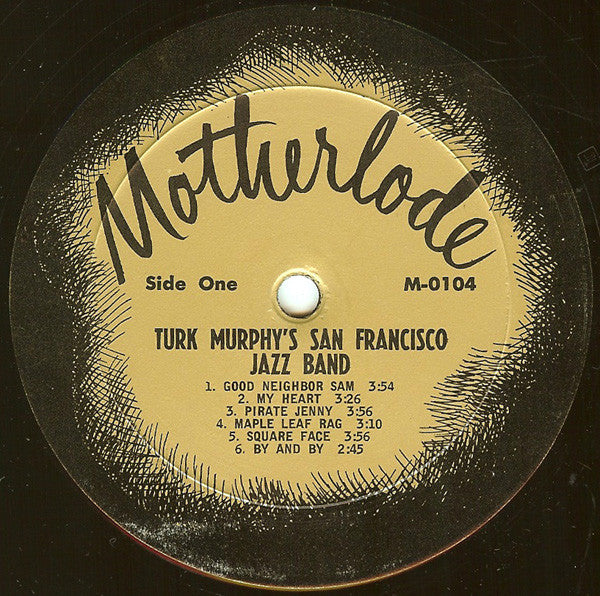 Motherlode
Side One
M-0104
TURK MURPHY'S SAN FRANCISCO
JAZZ BAND
1. GOOD NEIGHBOR SAM 3:54
2. MY HEART 3:26
3. PIRATE JENNY 3:56
4. MAPLE LEAF RAG 3:10
5. SQUARE FACE 3:56
6. BY AND BY 2:45